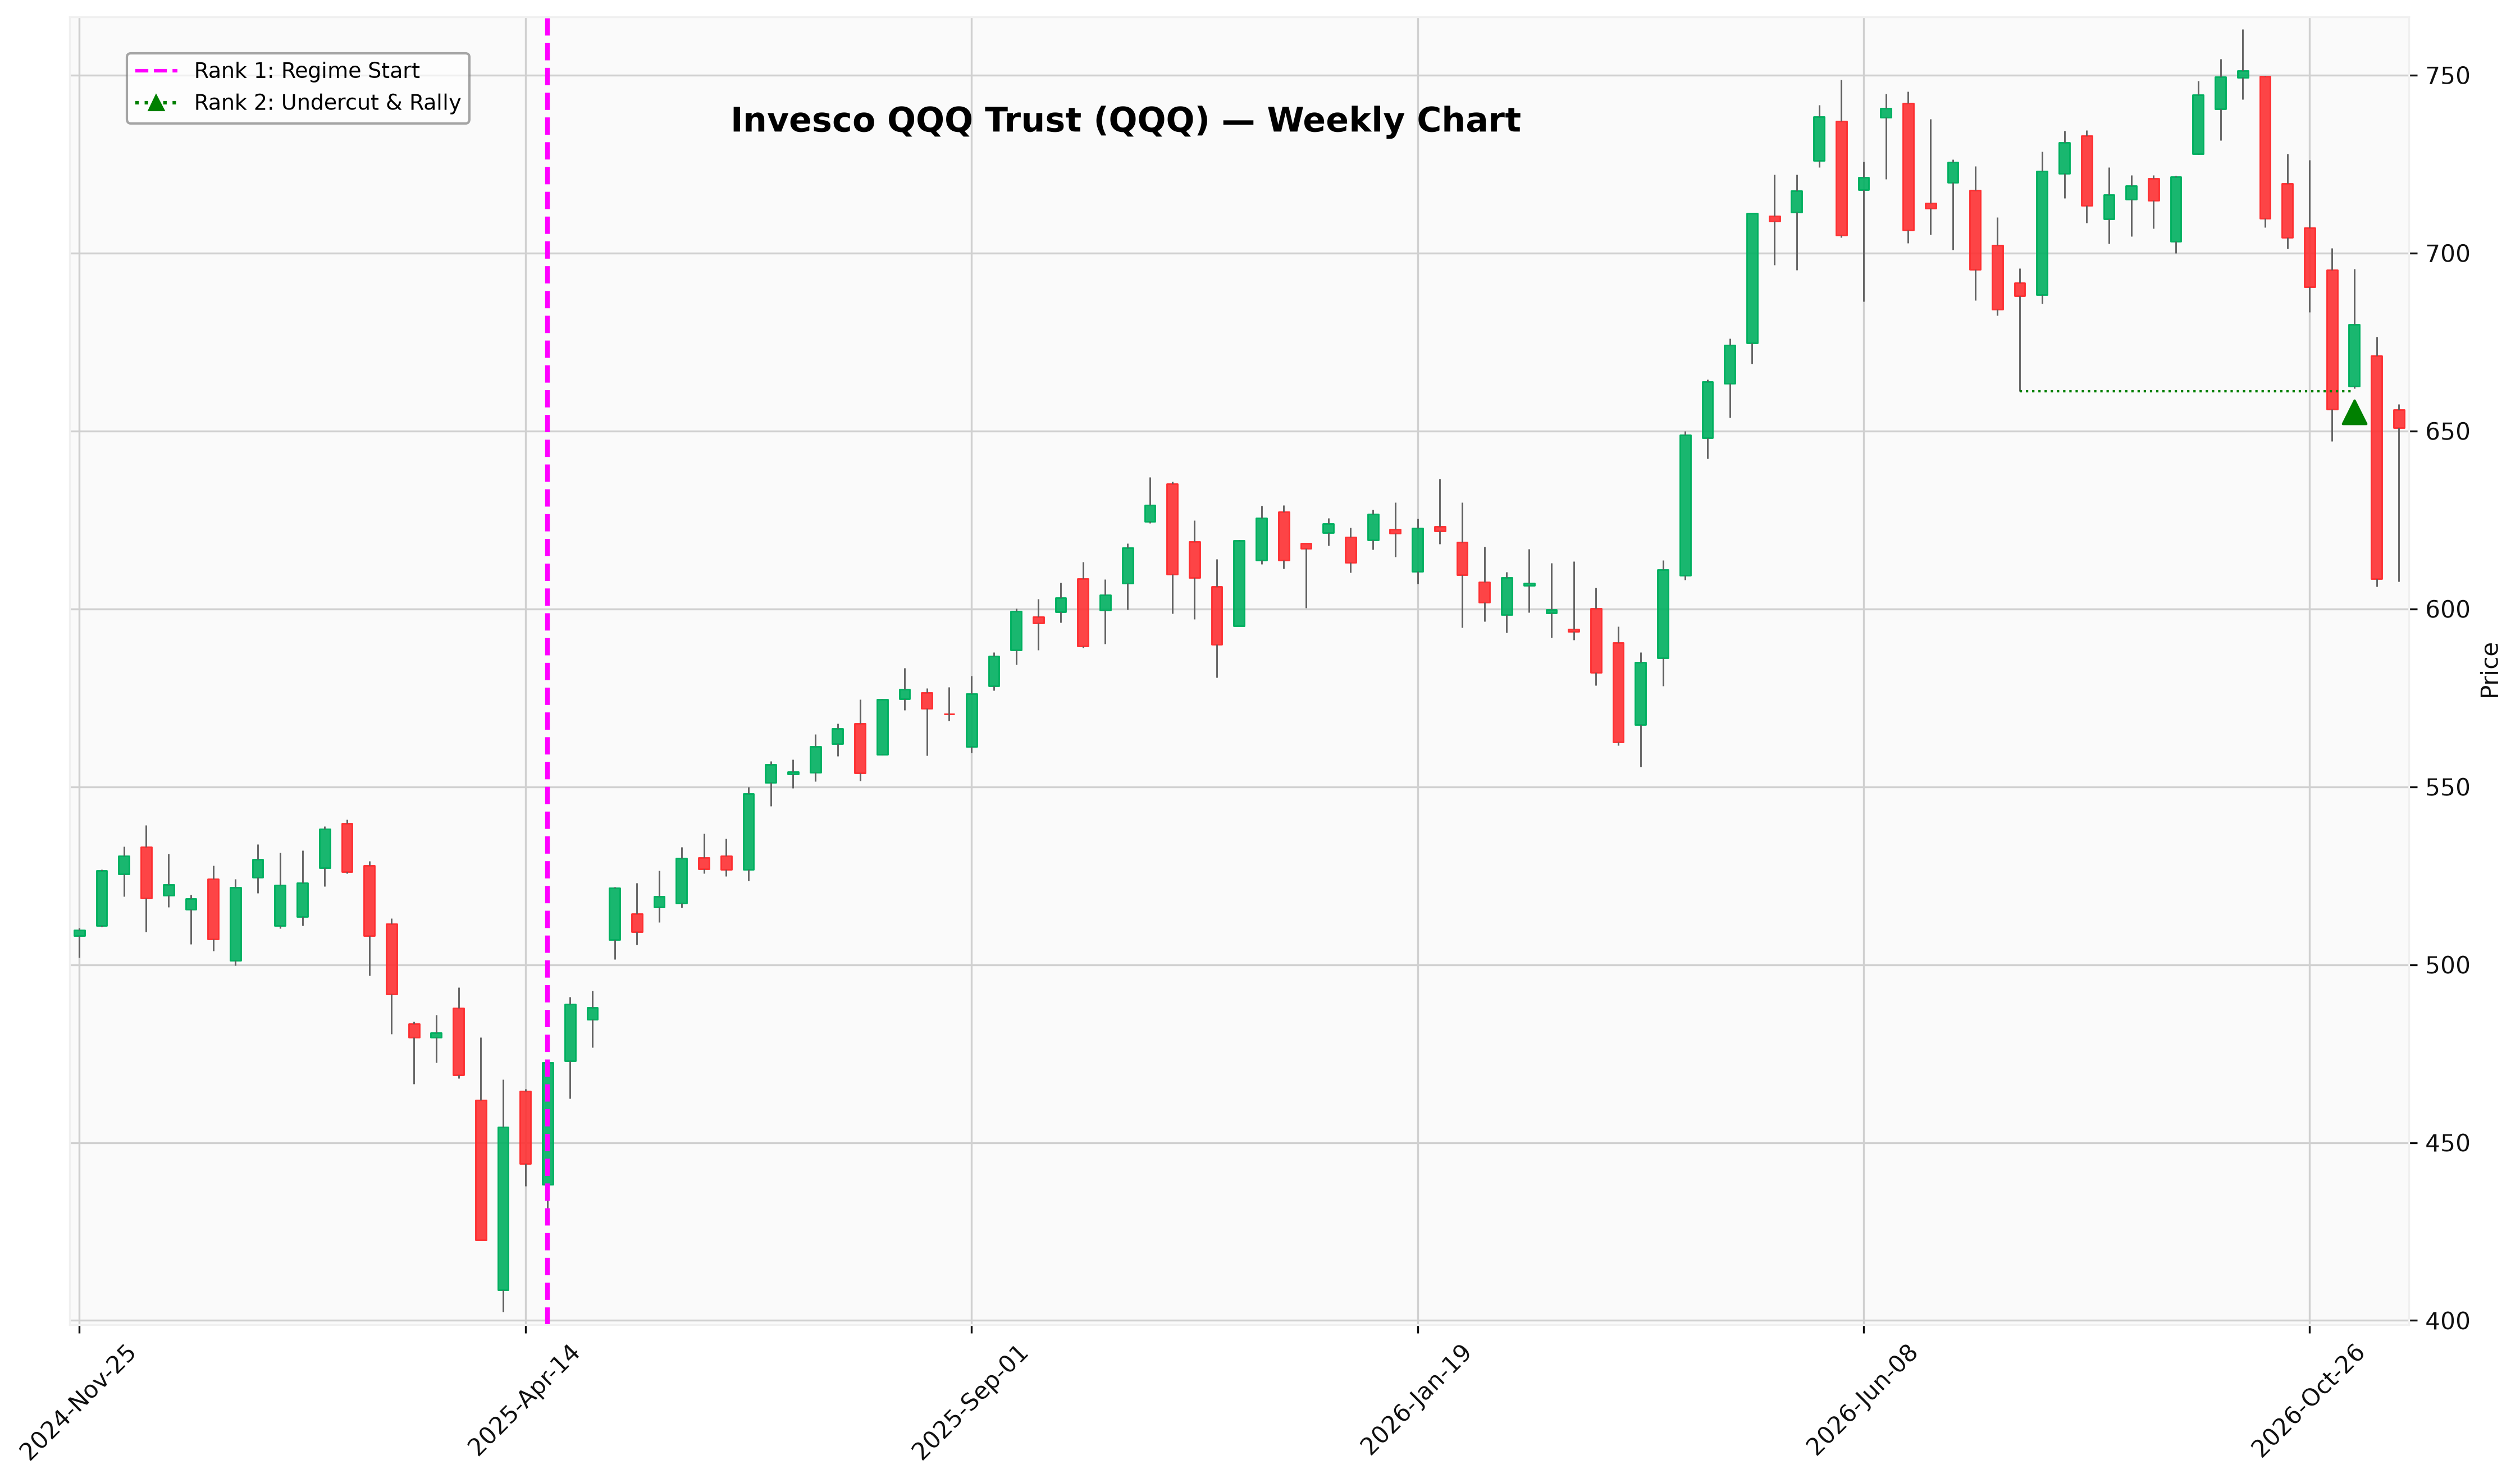 Rank 1: Regime Start
Rank 2: Undercut & Rally
Invesco QQQ Trust (QQQ) — Weekly Chart
750
700
650
600
550
500
450
400
Price
2024-Nov-25
2025-Apr-14
2025-Sep-01
2026-Jan-19
2026-Jun-08
2026-Oct-26